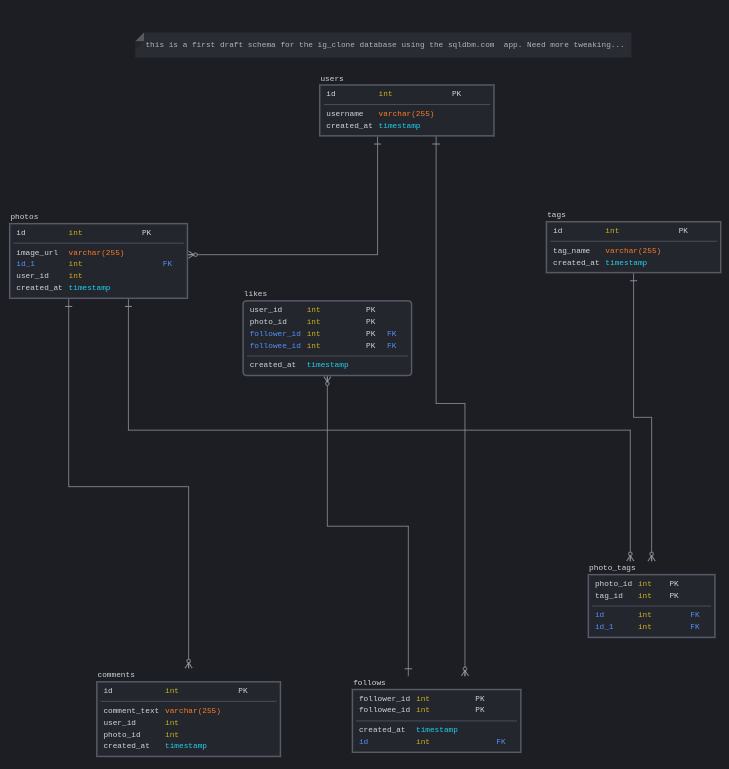 this is a first draft schema for the ig_clone database using the sqldbm.com app. Need more tweaking...
users
id int PK
username varchar(255)
created_at timestamp
photos
id int PK
image_url varchar(255)
id_1 int FK
user_id int
created_at timestamp
tags
id int PK
tag_name varchar(255)
created_at timestamp
likes
user_id int PK
photo_id int PK
follower_id int PK FK
followee_id int PK FK
created_at timestamp
photo_tags
photo_id int PK
tag_id int PK
id int FK
id_1 int FK
comments
id int PK
comment_text varchar(255)
user_id int
photo_id int
created_at timestamp
follows
follower_id int PK
followee_id int PK
created_at timestamp
id int FK